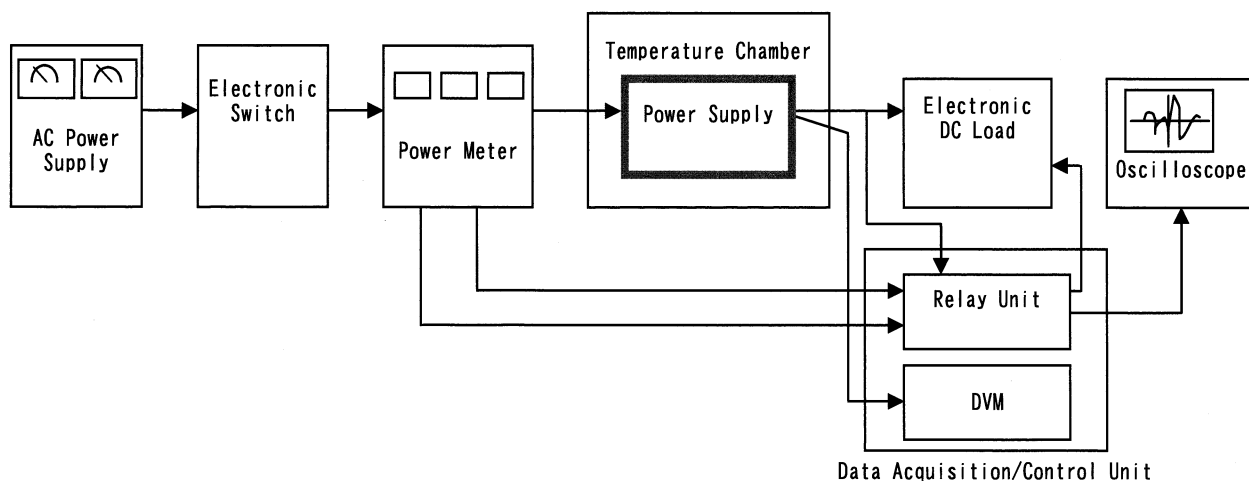 AC Power
Supply
Electronic
Switch
Power Meter
Temperature Chamber
Power Supply
Electronic
DC Load
Oscilloscope
Relay Unit
DVM
Data Acquisition/Control Unit